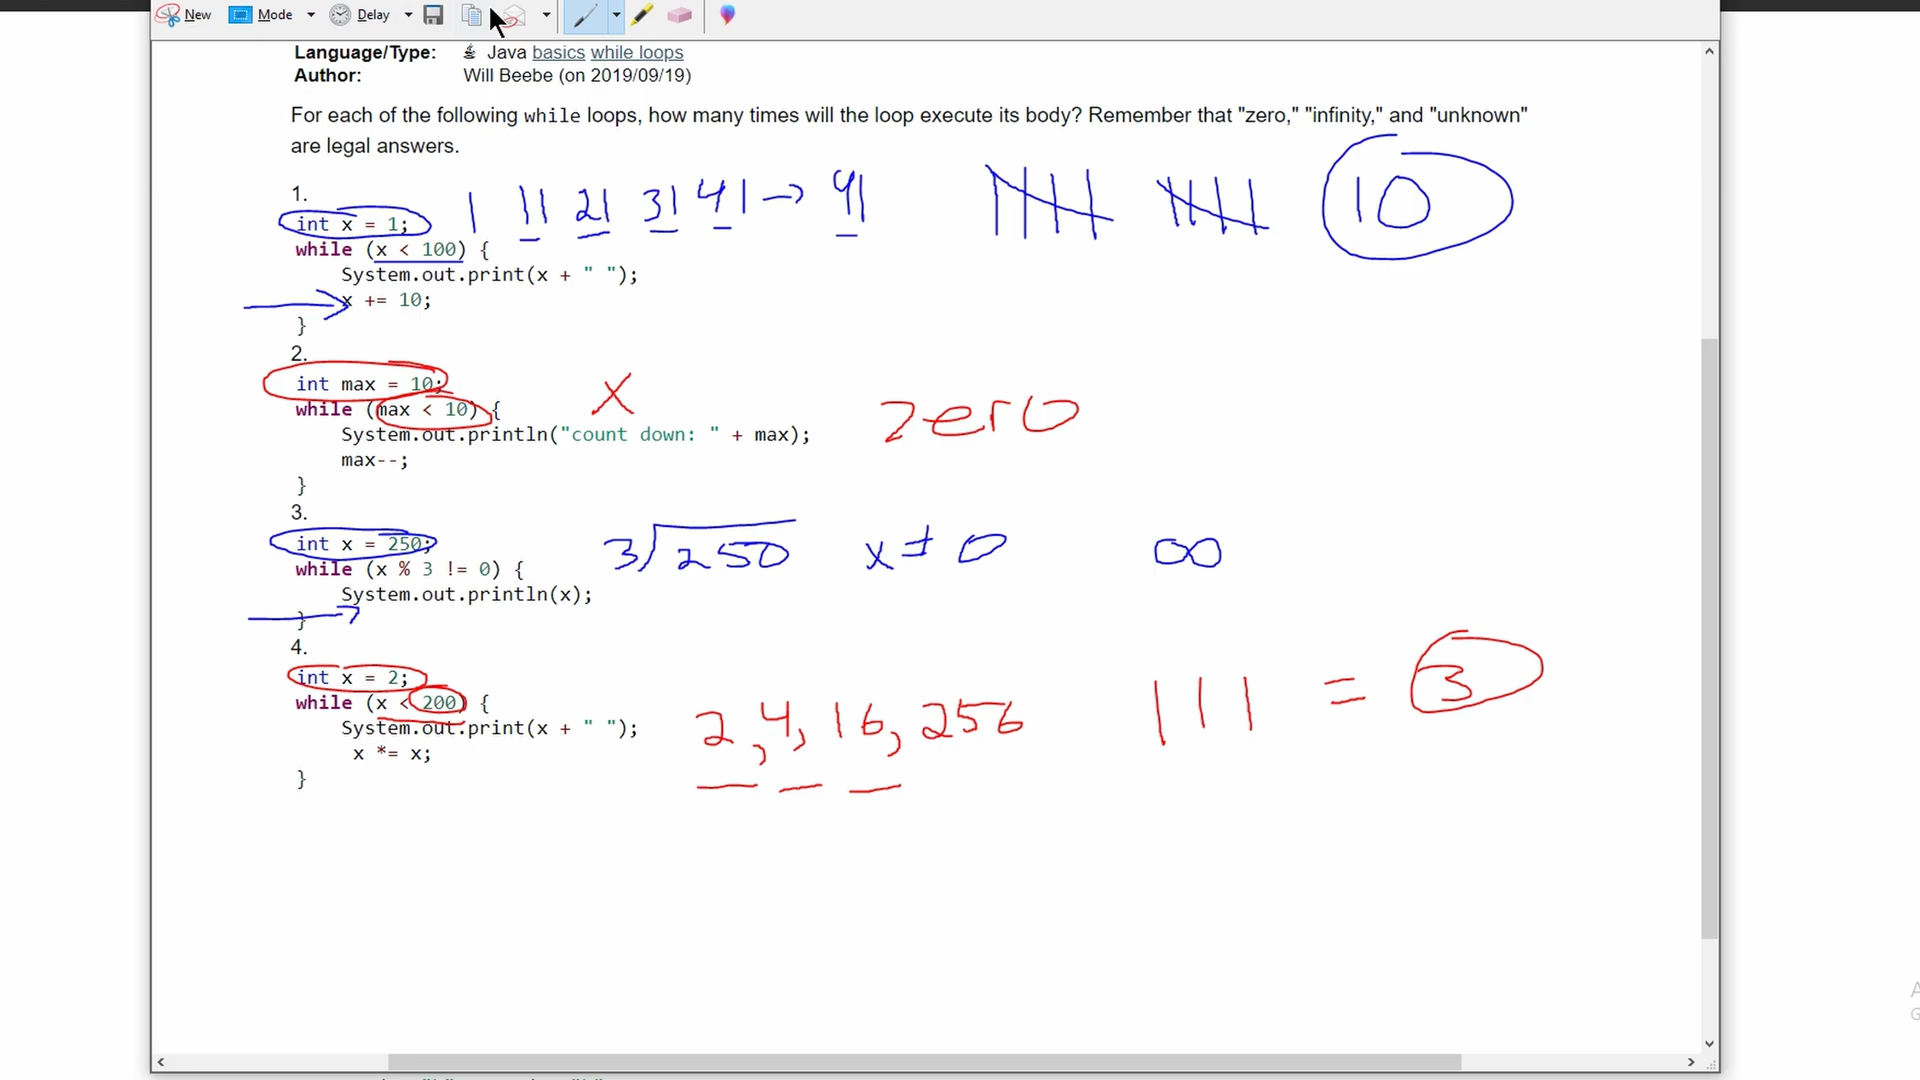 New Mode Delay
Language/Type: Java basics while loops
Author: Will Beebe (on 2019/09/19)
For each of the following while loops, how many times will the loop execute its body? Remember that "zero," "infinity," and "unknown"
are legal answers.
1.
int x = 1; 1 11 21 31 41 → 91 10
while (x < 100) {
System.out.print(x + " ");
x += 10;
}
2.
int max = 10; X
while (max < 10) { zero
System.out.println("count down: " + max);
max--;
}
3.
int x = 250; 3 250 x ≠ 0 ∞
while (x % 3 != 0) {
System.out.println(x);
}
4.
int x = 2; 111 = 3
while (x < 200) {
System.out.print(x + " "); 2, 4, 16, 256
x *= x;
}